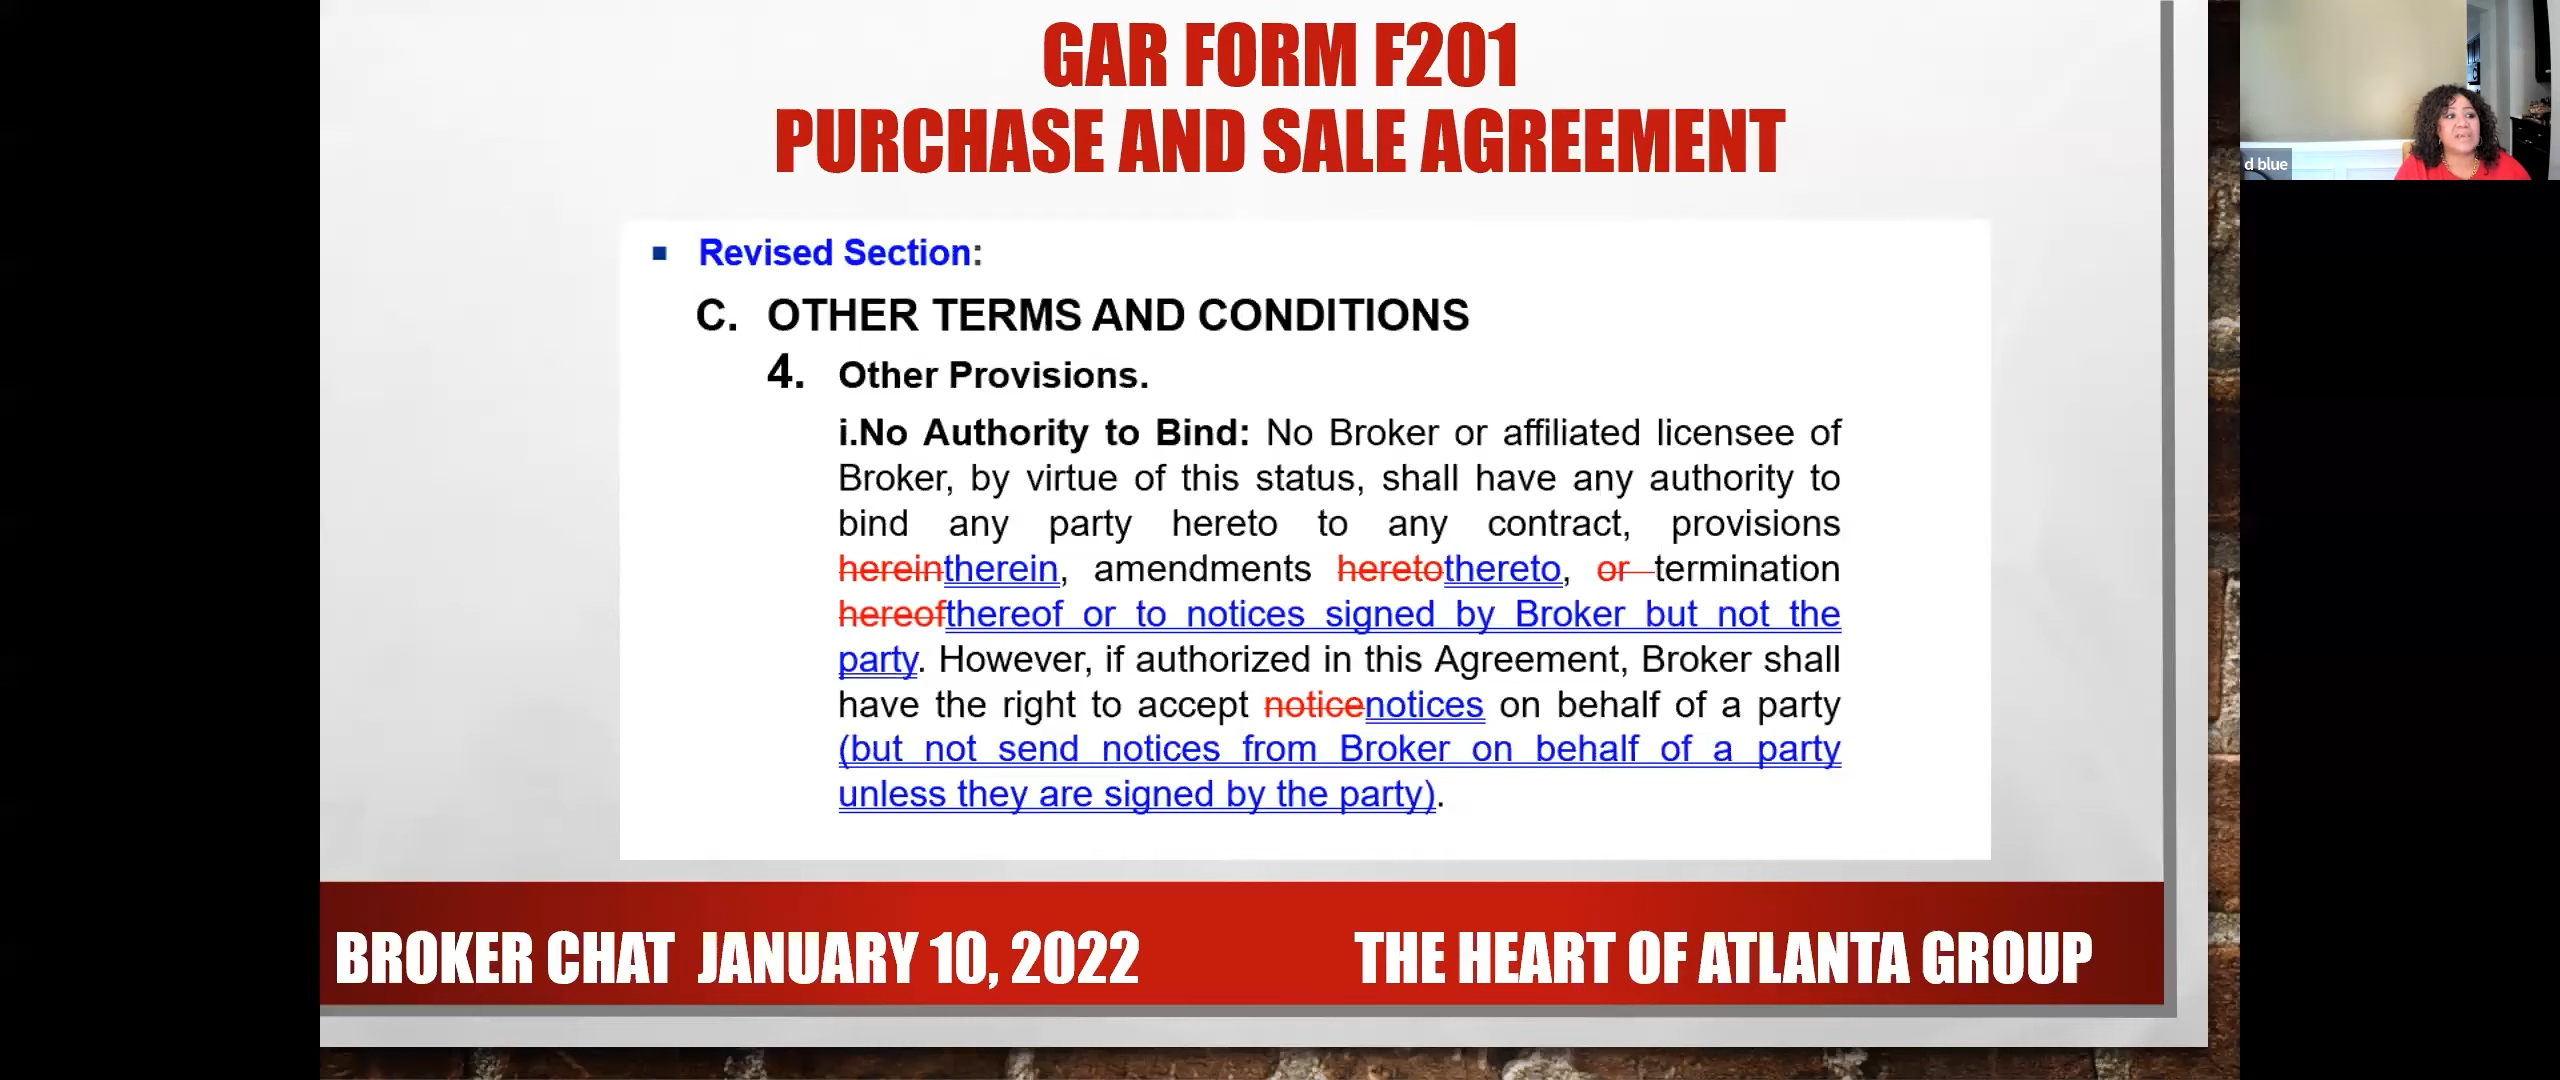 GAR FORM F201
PURCHASE AND SALE AGREEMENT
d blue
▪ Revised Section:
C. OTHER TERMS AND CONDITIONS
4. Other Provisions.
i.No Authority to Bind: No Broker or affiliated licensee of
Broker, by virtue of this status, shall have any authority to
bind any party hereto to any contract, provisions
hereintherein, amendments heretothereto, or termination
hereofthereof or to notices signed by Broker but not the
party. However, if authorized in this Agreement, Broker shall
have the right to accept noticenotices on behalf of a party
(but not send notices from Broker on behalf of a party
unless they are signed by the party).
BROKER CHAT JANUARY 10, 2022 THE HEART OF ATLANTA GROUP